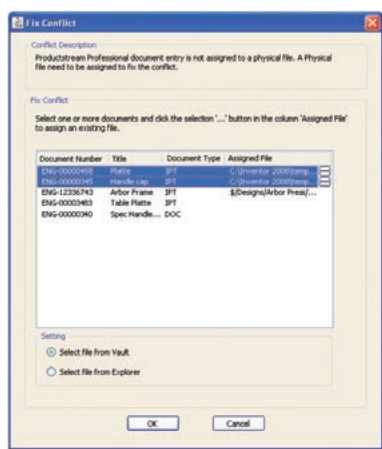 Fix Conflict
Conflict Description
Productstream Professional document entry is not assigned to a physical file. A Physical
file need to be assigned to fix the conflict.
Fix Conflict
Select one or more documents and click the selection '...' button in the column 'Assigned File'
to assign an existing file.
Document Number Title Document Type Assigned File
ENG-00000458 Platte IPT C:\Inventor 2008\temp...
ENG-00000345 Handle cap IPT C:\Inventor 2008\temp...
ENG-12336743 Arbor Frame IPT $/Designs/Arbor Press/...
ENG-00003483 Table Platte IPT
ENG-00000340 Spec Handle... DOC
Setting
Select file from Vault
Select file from Explorer
OK Cancel